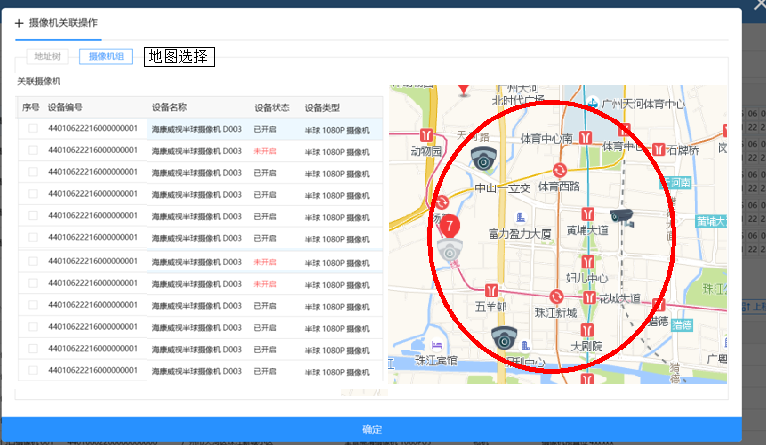 摄像机关联操作
地址树 摄像机组 地图选择
关联摄像机
序号 设备编号 设备名称 设备状态 设备类型
44010622216000000001 海康威视半球摄像机 D003 已开启 半球 1080P 摄像机
44010622216000000001 海康威视半球摄像机 D003 未开启 半球 1080P 摄像机
44010622216000000001 海康威视半球摄像机 D003 已开启 半球 1080P 摄像机
44010622216000000001 海康威视半球摄像机 D003 已开启 半球 1080P 摄像机
44010622216000000001 海康威视半球摄像机 D003 已开启 半球 1080P 摄像机
44010622216000000001 海康威视半球摄像机 D003 已开启 半球 1080P 摄像机
44010622216000000001 海康威视半球摄像机 D003 未开启 半球 1080P 摄像机
44010622216000000001 海康威视半球摄像机 D003 未开启 半球 1080P 摄像机
44010622216000000001 海康威视半球摄像机 D003 已开启 半球 1080P 摄像机
44010622216000000001 海康威视半球摄像机 D003 已开启 半球 1080P 摄像机
44010622216000000001 海康威视半球摄像机 D003 已开启 半球 1080P 摄像机
44010622216000000001 海康威视半球摄像机 D003 已开启 半球 1080P 摄像机
广州天河
北时代广场
广州天河体育中心
体育中心南
体育中心
石牌桥
动物园
中山一立交
体育西路
富力盈力大厦
黄埔大道
黄埔大
7
妇儿中心
五羊邨
花城大道
珠江新城
猎德
大剧院
珠江宾馆
确定